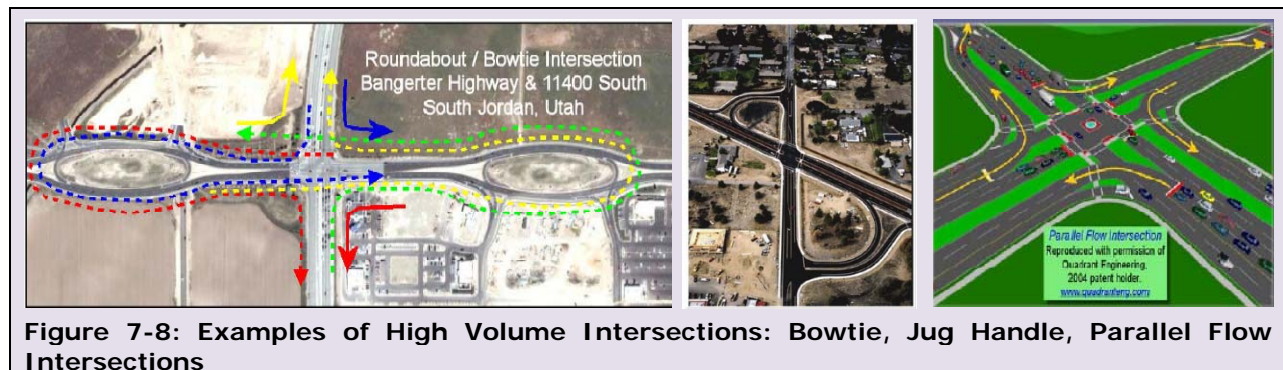 Roundabout / Bowtie Intersection
Bangerter Highway & 11400 South
South Jordan, Utah
Parallel Flow Intersection
Reproduced with permission of
Quadrant Engineering,
2004 patent holder.
www.quadranteng.com
Figure 7-8: Examples of High Volume Intersections: Bowtie, Jug Handle, Parallel Flow
Intersections